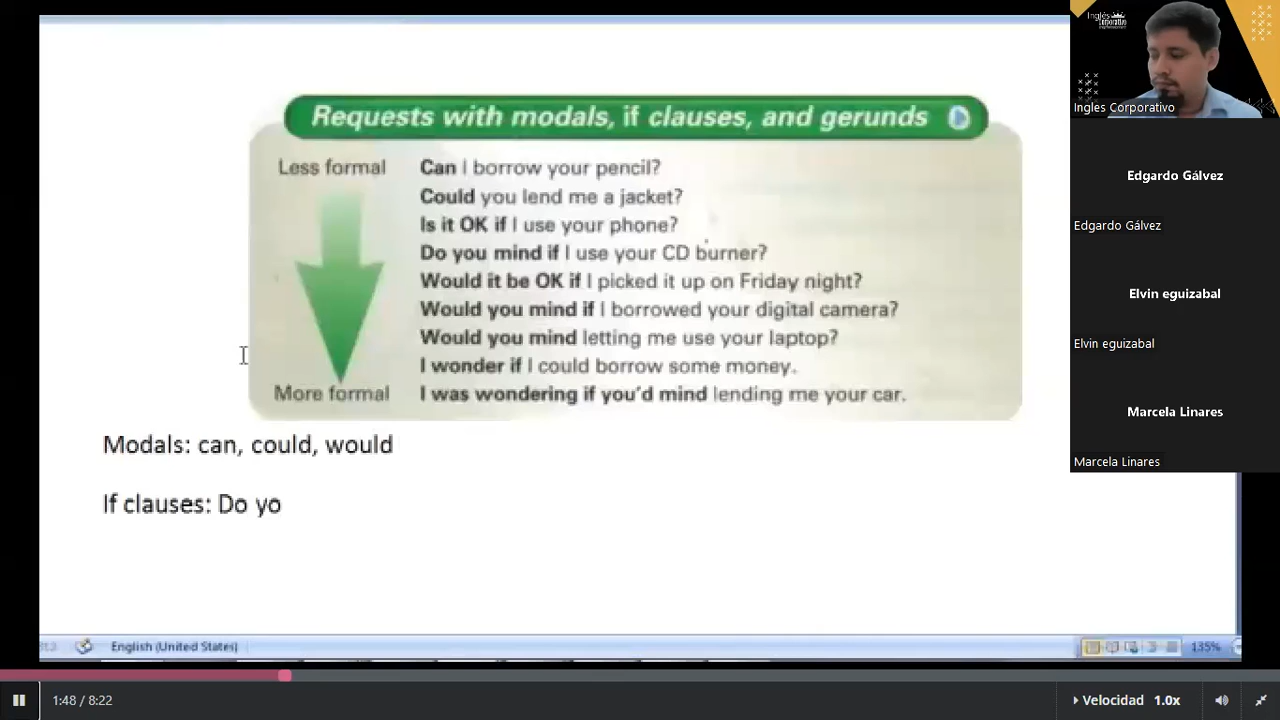 Requests with modals, if clauses, and gerunds
Less formal
Can I borrow your pencil?
Could you lend me a jacket?
Is it OK if I use your phone?
Do you mind if I use your CD burner?
Would it be OK if I picked it up on Friday night?
Would you mind if I borrowed your digital camera?
Would you mind letting me use your laptop?
I wonder if I could borrow some money.
More formal
I was wondering if you'd mind lending me your car.
Modals: can, could, would
If clauses: Do yo
English (United States)
135%
Inglés
Corporativo
Ingles Corporativo
Edgardo Gálvez
Edgardo Gálvez
Elvin eguizabal
Elvin eguizabal
Marcela Linares
Marcela Linares
1:48 / 8:22
Velocidad 1.0x